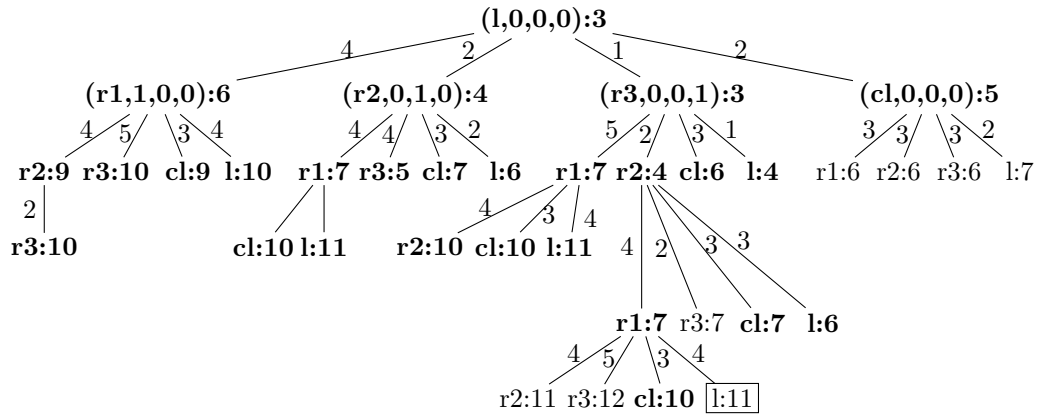 (l,0,0,0):3
4 2 1 2
(r1,1,0,0):6 (r2,0,1,0):4 (r3,0,0,1):3 (cl,0,0,0):5
4 5 3 4 4 4 3 2 5 2 3 1 3 3 3 2
r2:9 r3:10 cl:9 l:10 r1:7 r3:5 cl:7 l:6 r1:7 r2:4 cl:6 l:4 r1:6 r2:6 r3:6 l:7
2 4 3 4
r3:10 cl:10 l:11 r2:10 cl:10 l:11 4 2 3 3
r1:7 r3:7 cl:7 l:6
4 5 3 4
r2:11 r3:12 cl:10 l:11